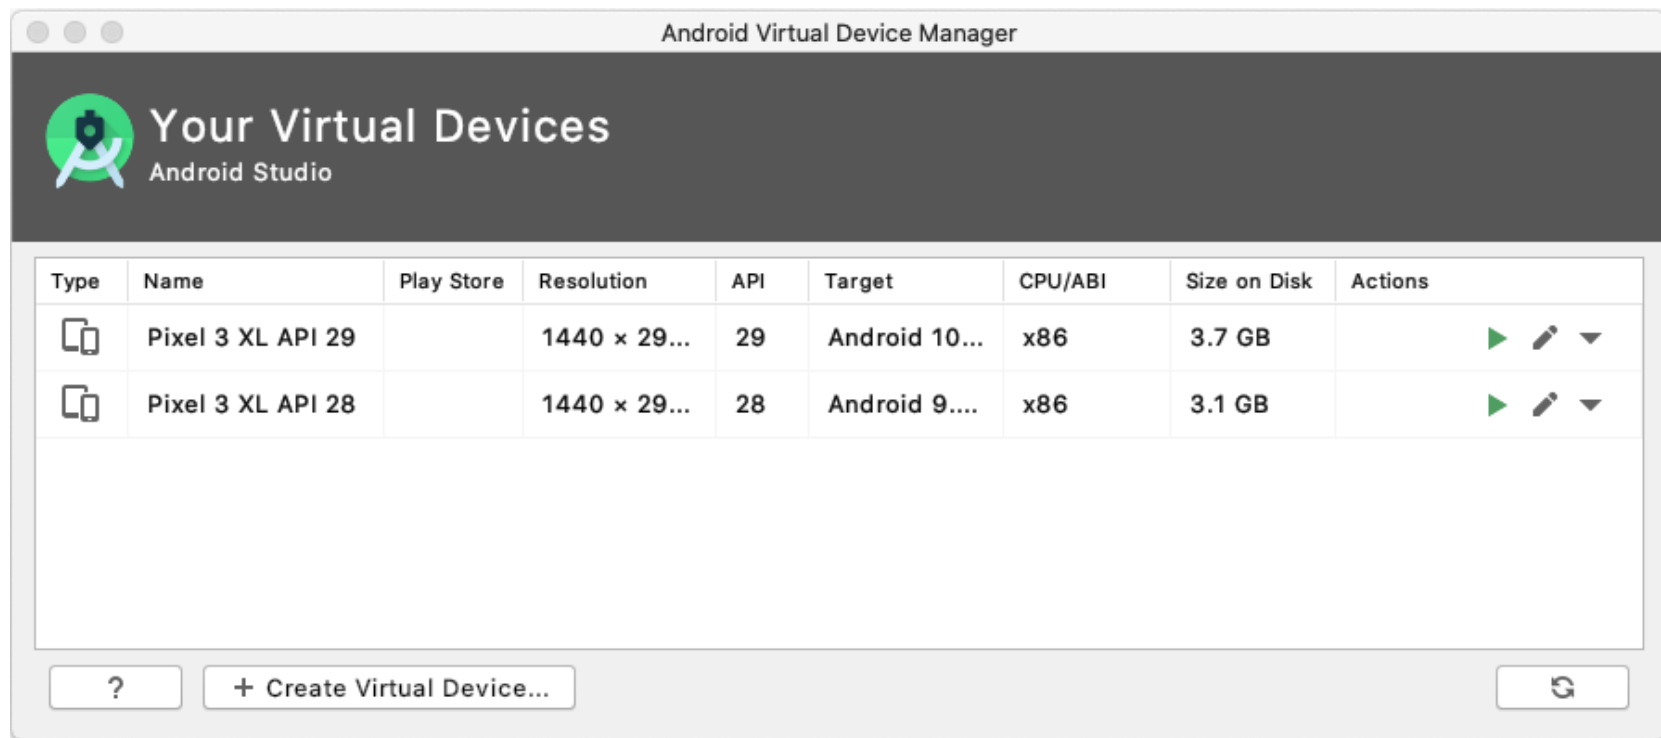 Android Virtual Device Manager
Your Virtual Devices
Android Studio
Type Name Play Store Resolution API Target CPU/ABI Size on Disk Actions
Pixel 3 XL API 29 1440 × 29... 29 Android 10... x86 3.7 GB
Pixel 3 XL API 28 1440 × 29... 28 Android 9.... x86 3.1 GB
? + Create Virtual Device...